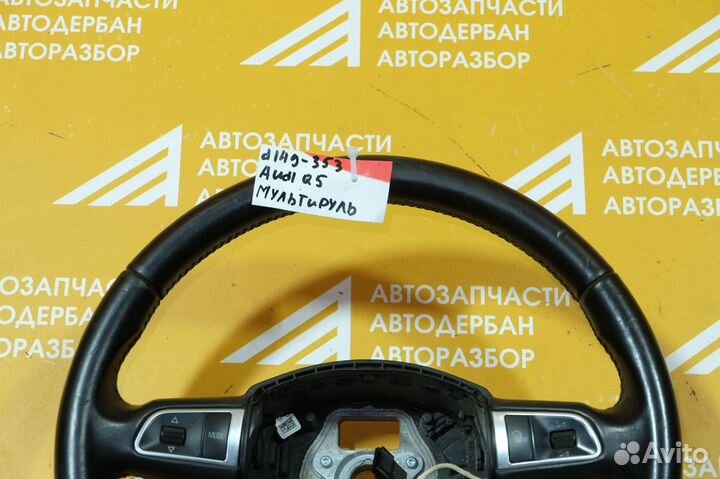 АВТОЗАПЧАСТИ
АВТОДЕРБАН
АВТОРАЗБОР
АВТОЗАПЧАСТИ
АВТОДЕРБАН
АВТОРАЗБОР
d149-353
Audi Q5
МУЛЬТИРУЛЬ
АВТОЗАПЧАСТИ
АВТОРАЗБОР
АВТОЗАПЧАСТИ
АВТОДЕРБАН
АВТОРАЗБОР
АВТОЗАПЧАСТИ
АВТОДЕРБАН
АВТОРАЗБОР
MODE
Avito